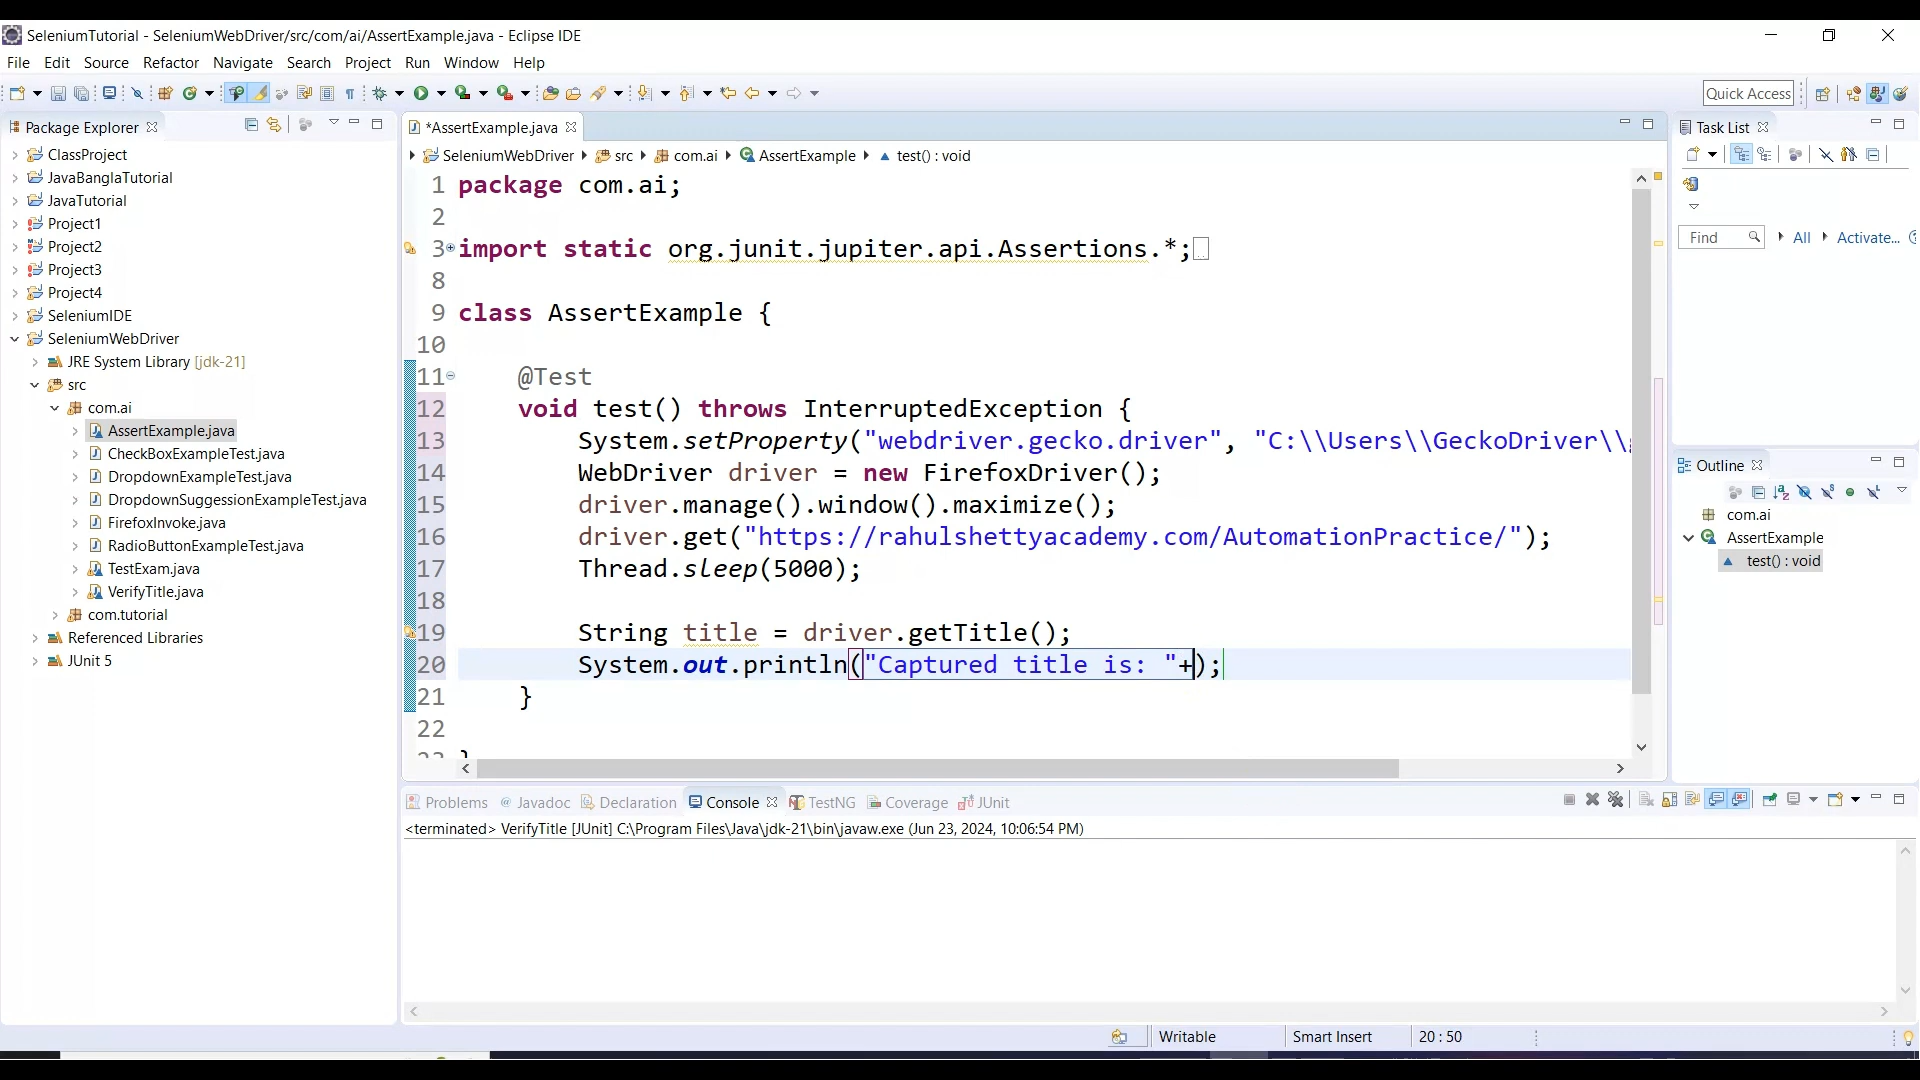 SeleniumTutorial - SeleniumWebDriver/src/com/ai/AssertExample.java - Eclipse IDE
File Edit Source Refactor Navigate Search Project Run Window Help
Quick Access
Package Explorer
ClassProject
JavaBanglaTutorial
JavaTutorial
Project1
Project2
Project3
Project4
SeleniumIDE
SeleniumWebDriver
JRE System Library [jdk-21]
src
com.ai
AssertExample.java
CheckBoxExampleTest.java
DropdownExampleTest.java
DropdownSuggessionExampleTest.java
FirefoxInvoke.java
RadioButtonExampleTest.java
TestExam.java
VerifyTitle.java
com.tutorial
Referenced Libraries
JUnit 5
*AssertExample.java
SeleniumWebDriver src com.ai AssertExample test() : void
1 package com.ai;
2
3 import static org.junit.jupiter.api.Assertions.*;
8
9 class AssertExample {
10
11 @Test
12 void test() throws InterruptedException {
13 System.setProperty("webdriver.gecko.driver", "C:\\Users\\GeckoDriver\\
14 WebDriver driver = new FirefoxDriver();
15 driver.manage().window().maximize();
16 driver.get("https://rahulshettyacademy.com/AutomationPractice/");
17 Thread.sleep(5000);
18
19 String title = driver.getTitle();
20 System.out.println("Captured title is: "+);
21 }
22
Task List
Find All Activate...
Outline
com.ai
AssertExample
test() : void
Problems Javadoc Declaration Console TestNG Coverage JUnit
<terminated> VerifyTitle [JUnit] C:\Program Files\Java\jdk-21\bin\javaw.exe (Jun 23, 2024, 10:06:54 PM)
Writable Smart Insert 20 : 50